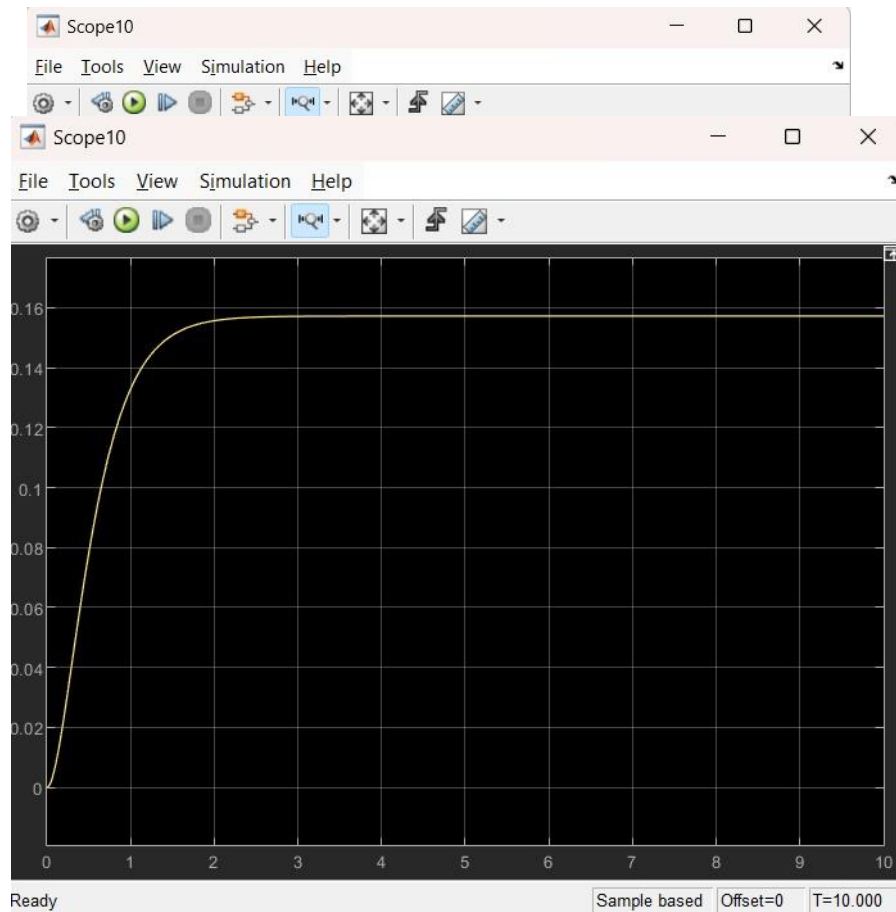 Scope10
File Tools View Simulation Help
Scope10
File Tools View Simulation Help
0.16
0.14
0.12
0.1
0.08
0.06
0.04
0.02
0
0 1 2 3 4 5 6 7 8 9 10
Ready Sample based Offset=0 T=10.000